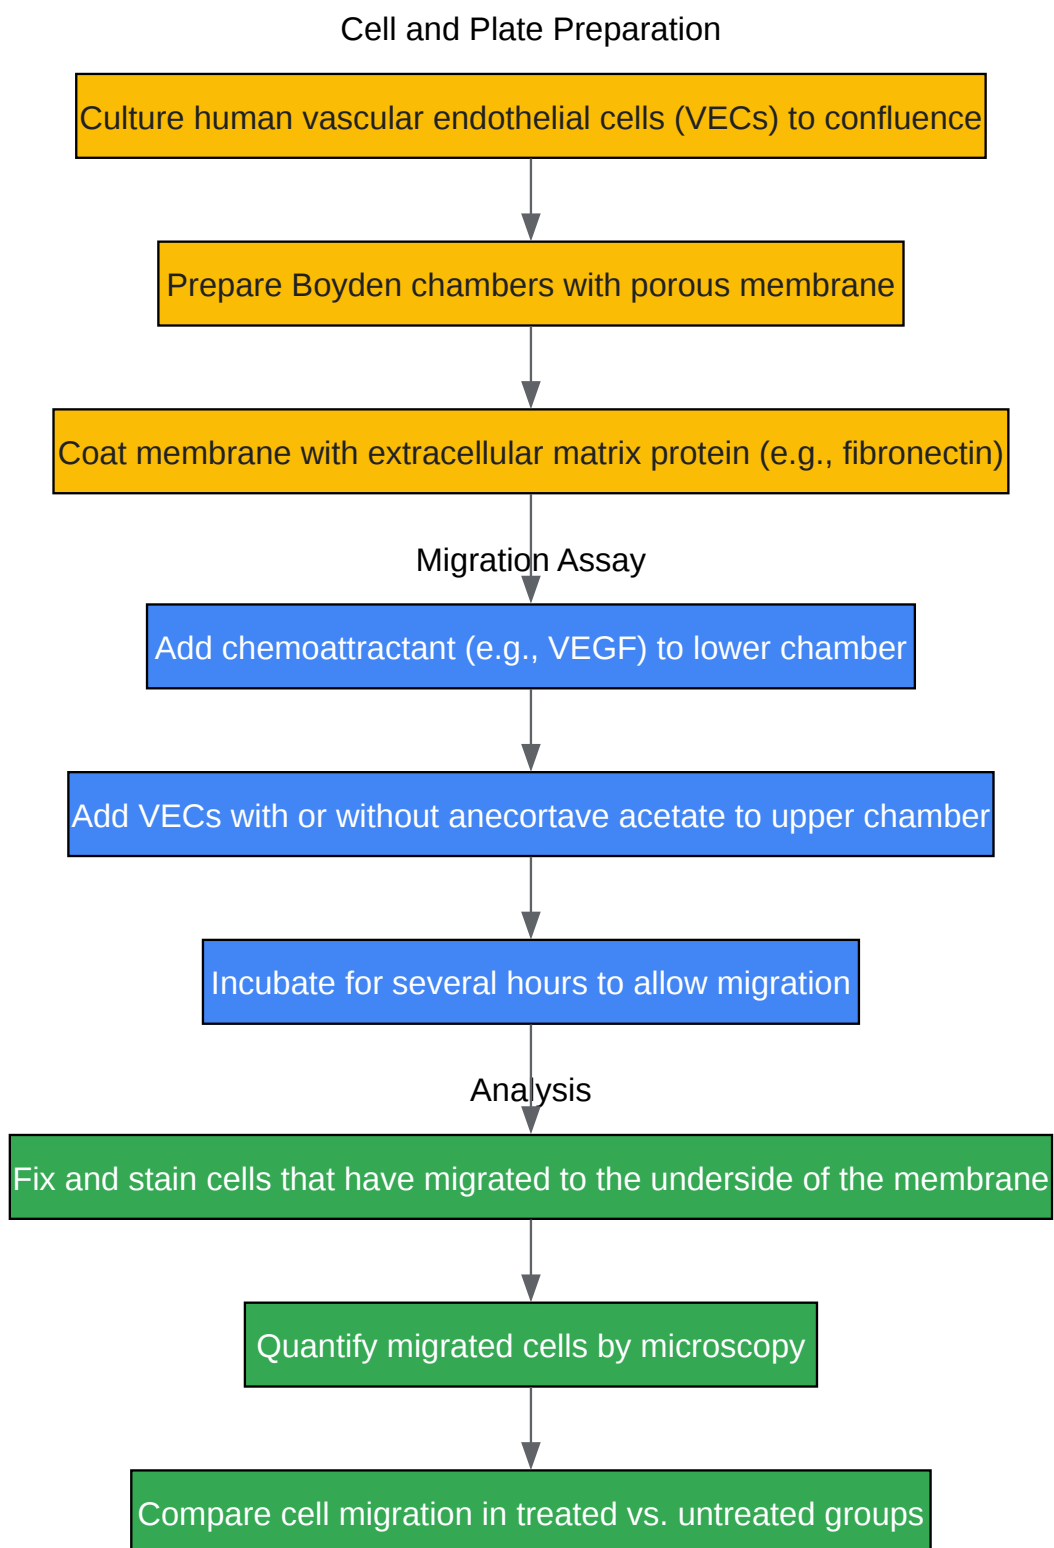 Cell and Plate Preparation
Culture human vascular endothelial cells (VECs) to confluence
Prepare Boyden chambers with porous membrane
Coat membrane with extracellular matrix protein (e.g., fibronectin)
Migration Assay
Add chemoattractant (e.g., VEGF) to lower chamber
Add VECs with or without anecortave acetate to upper chamber
Incubate for several hours to allow migration
Analysis
Fix and stain cells that have migrated to the underside of the membrane
Quantify migrated cells by microscopy
Compare cell migration in treated vs. untreated groups